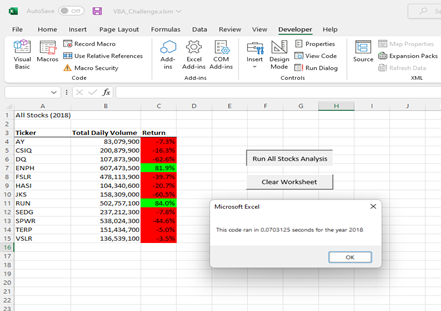 AutoSave Off VBA_Challenge.xlsm
File Home Insert Page Layout Formulas Data Review View Developer Help
Visual Basic
Macros
Record Macro
Use Relative References
Macro Security
Code
Add-ins
Excel Add-ins
COM Add-ins
Add-ins
Insert
Design Mode
Properties
View Code
Run Dialog
Controls
Source
Map Properties
Expansion Packs
Refresh Data
XML
fx
A B C D E F G H I J K
1 All Stocks (2018)
2
3 Ticker Total Daily Volume Return
4 AY 83,079,900 -7.3%
5 CSIQ 200,879,900 -16.3%
6 DQ 107,873,900 -62.6%
7 ENPH 607,473,500 81.9%
8 FSLR 478,113,900 -39.7%
9 HASI 104,340,600 -20.7%
10 JKS 158,309,000 -60.5%
11 RUN 502,757,100 84.0%
12 SEDG 237,212,300 -7.8%
13 SPWR 538,024,300 -44.6%
14 TERP 151,434,700 -5.0%
15 VSLR 136,539,100 -3.5%
16
17
18
19
20
21
22
23
Run All Stocks Analysis
Clear Worksheet
Microsoft Excel
This code ran in 0.0703125 seconds for the year 2018
OK